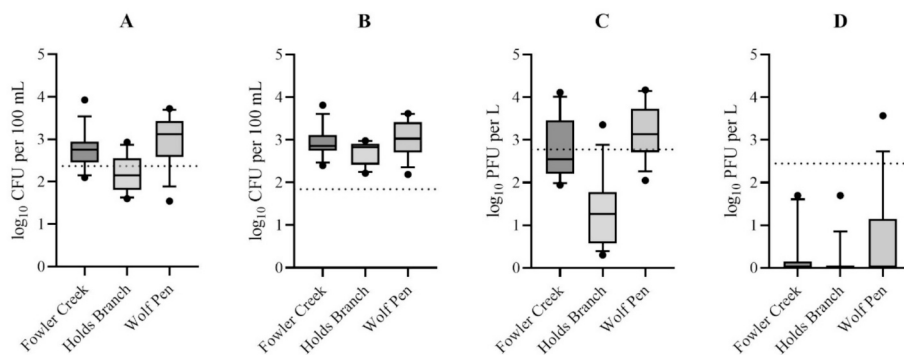 A
B
C
D
log₁₀ CFU per 100 mL
5
4
3
2
1
0
Fowler Creek
Holds Branch
Wolf Pen
log₁₀ CFU per 100 mL
5
4
3
2
1
0
Fowler Creek
Holds Branch
Wolf Pen
log₁₀ PFU per L
5
4
3
2
1
0
Fowler Creek
Holds Branch
Wolf Pen
log₁₀ PFU per L
5
4
3
2
1
0
Fowler Creek
Holds Branch
Wolf Pen